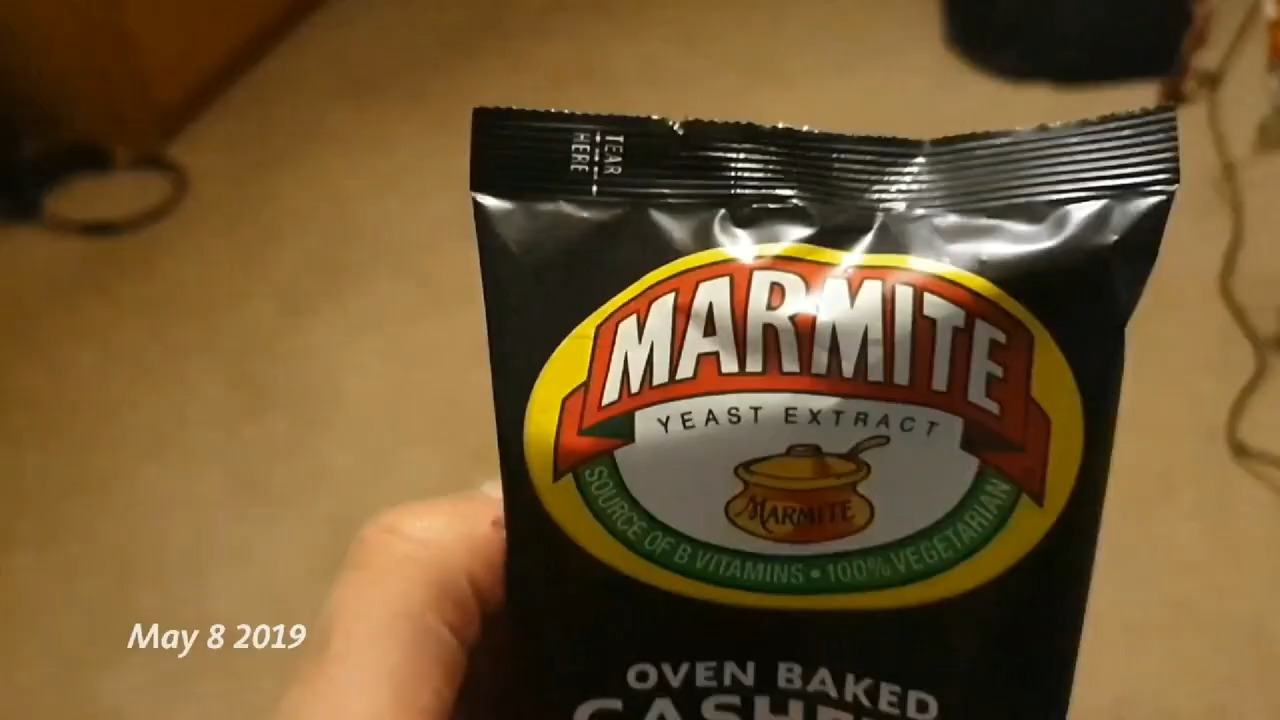 TEAR
HERE
MARMITE
YEAST EXTRACT
MARMITE
SOURCE OF B VITAMINS • 100% VEGETARIAN
May 8 2019
OVEN BAKED